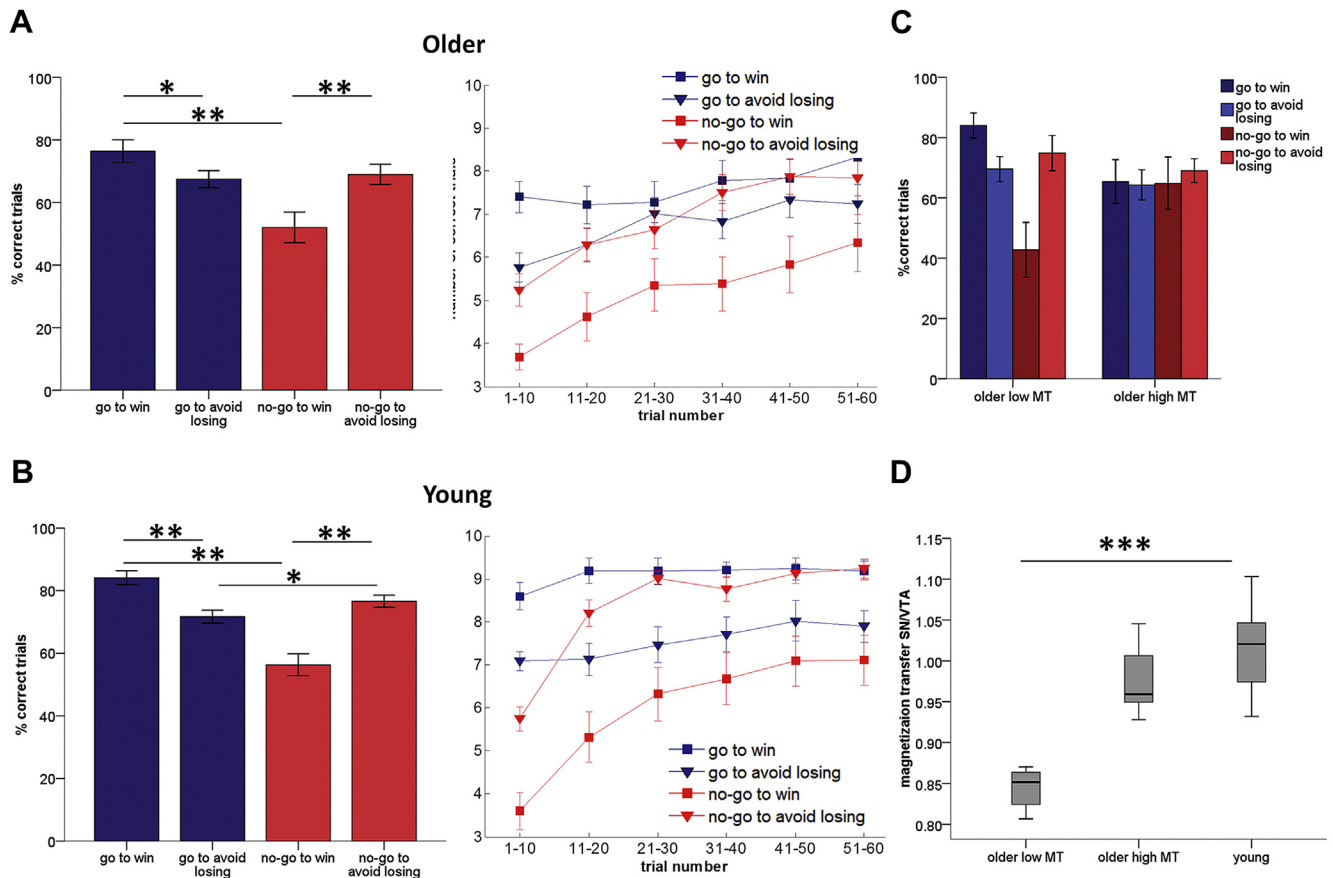 A
Older
*
**
**
100
80
60
40
20
0
% correct trials
go to win
go to avoid
losing
no-go to win
no-go to
avoid losing
go to win
go to avoid losing
no-go to win
no-go to avoid losing
10
9
8
7
6
5
4
3
1-10
11-20
21-30
31-40
41-50
51-60
trial number
C
100
80
60
40
20
0
%correct trials
older low MT
older high MT
go to win
go to avoid
losing
no-go to win
no-go to avoid
losing
B
Young
**
**
**
*
100
80
60
40
20
0
% correct trials
go to win
go to avoid
losing
no-go to win
no-go to
avoid losing
10
9
8
7
6
5
4
3
go to win
go to avoid losing
no-go to win
no-go to avoid losing
1-10
11-20
21-30
31-40
41-50
51-60
trial number
D
***
1.15
1.10
1.05
1.00
0.95
0.90
0.85
0.80
magnetizaion transfer SN/VTA
older low MT
older high MT
young